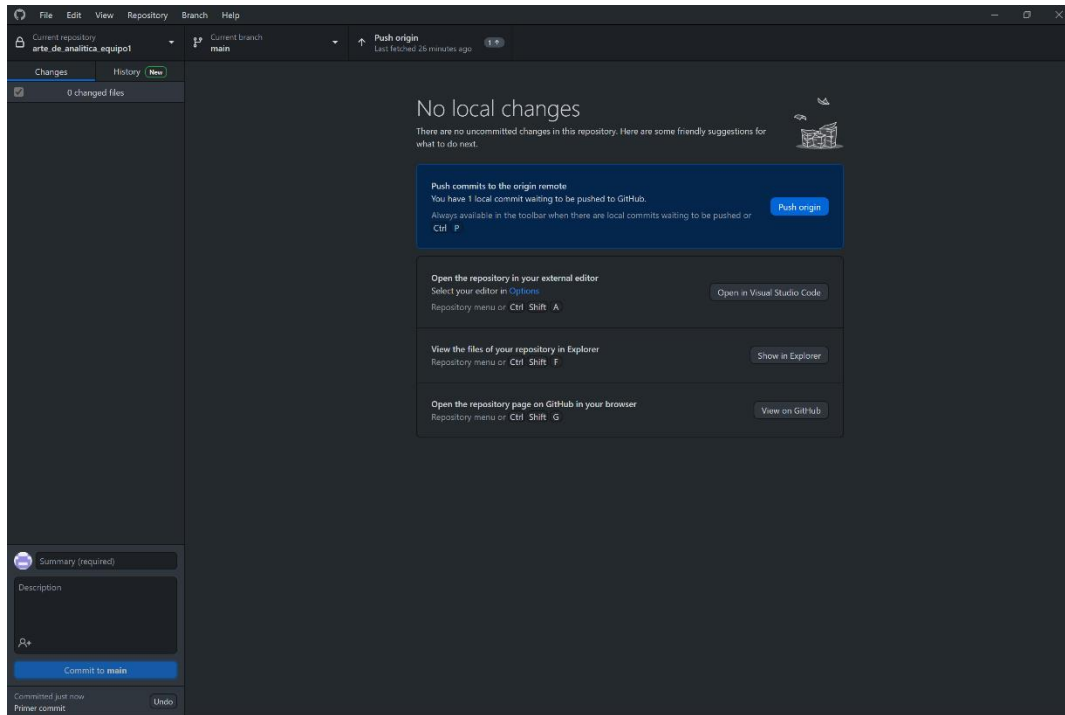 File Edit View Repository Branch Help
Current repository
arte_de_analitica_equipo1
Current branch
main
Push origin
Last fetched 26 minutes ago
1
Changes
History New
0 changed files
No local changes
There are no uncommitted changes in this repository. Here are some friendly suggestions for
what to do next.
Push commits to the origin remote
You have 1 local commit waiting to be pushed to GitHub.
Always available in the toolbar when there are local commits waiting to be pushed or
Ctrl P
Push origin
Open the repository in your external editor
Select your editor in Options
Repository menu or Ctrl Shift A
Open in Visual Studio Code
View the files of your repository in Explorer
Repository menu or Ctrl Shift F
Show in Explorer
Open the repository page on GitHub in your browser
Repository menu or Ctrl Shift G
View on GitHub
Summary (required)
Description
Commit to main
Committed just now
Primer commit
Undo